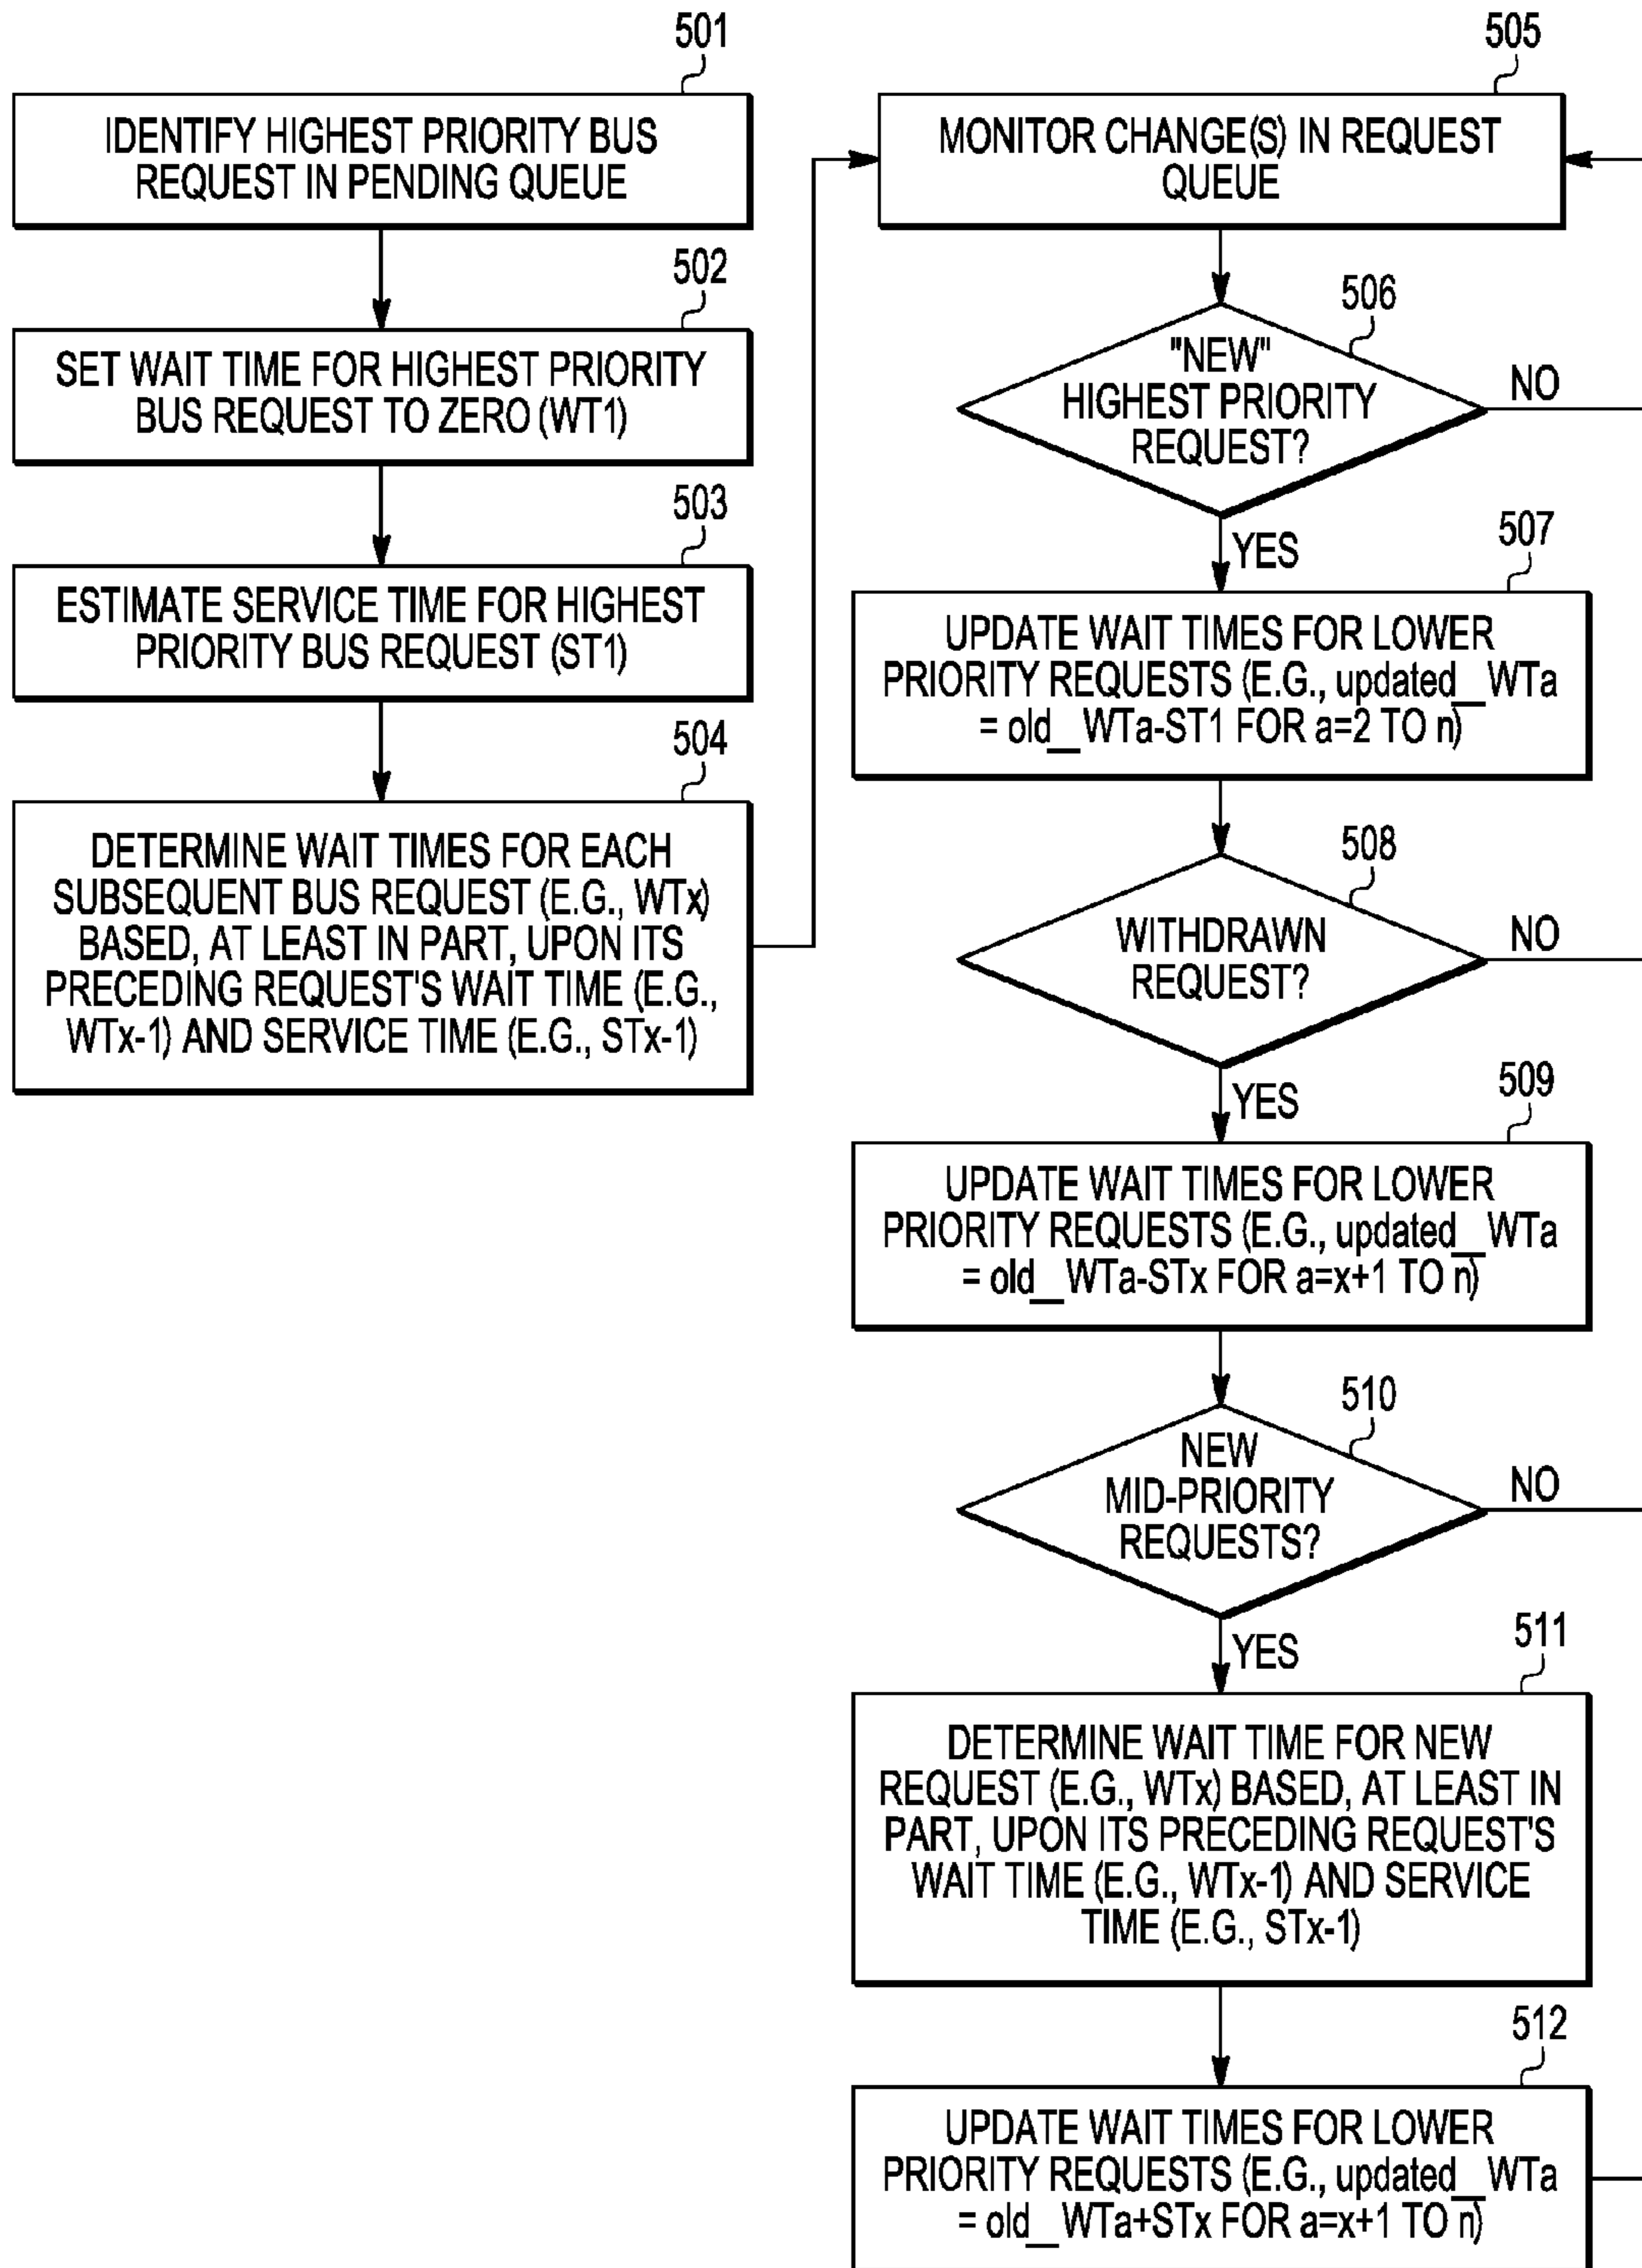 501
IDENTIFY HIGHEST PRIORITY BUS
REQUEST IN PENDING QUEUE
502
SET WAIT TIME FOR HIGHEST PRIORITY
BUS REQUEST TO ZERO (WT1)
503
ESTIMATE SERVICE TIME FOR HIGHEST
PRIORITY BUS REQUEST (ST1)
504
DETERMINE WAIT TIMES FOR EACH
SUBSEQUENT BUS REQUEST (E.G., WTx)
BASED, AT LEAST IN PART, UPON ITS
PRECEDING REQUEST'S WAIT TIME (E.G.,
WTx-1) AND SERVICE TIME (E.G., STx-1)
505
MONITOR CHANGE(S) IN REQUEST
QUEUE
506
"NEW"
HIGHEST PRIORITY
REQUEST?
NO
YES
507
UPDATE WAIT TIMES FOR LOWER
PRIORITY REQUESTS (E.G., updated__WTa
= old__WTa-ST1 FOR a=2 TO n)
508
WITHDRAWN
REQUEST?
NO
YES
509
UPDATE WAIT TIMES FOR LOWER
PRIORITY REQUESTS (E.G., updated__WTa
= old__WTa-STx FOR a=x+1 TO n)
510
NEW
MID-PRIORITY
REQUESTS?
NO
YES
511
DETERMINE WAIT TIME FOR NEW
REQUEST (E.G., WTx) BASED, AT LEAST IN
PART, UPON ITS PRECEDING REQUEST'S
WAIT TIME (E.G., WTx-1) AND SERVICE
TIME (E.G., STx-1)
512
UPDATE WAIT TIMES FOR LOWER
PRIORITY REQUESTS (E.G., updated__WTa
= old__WTa+STx FOR a=x+1 TO n)